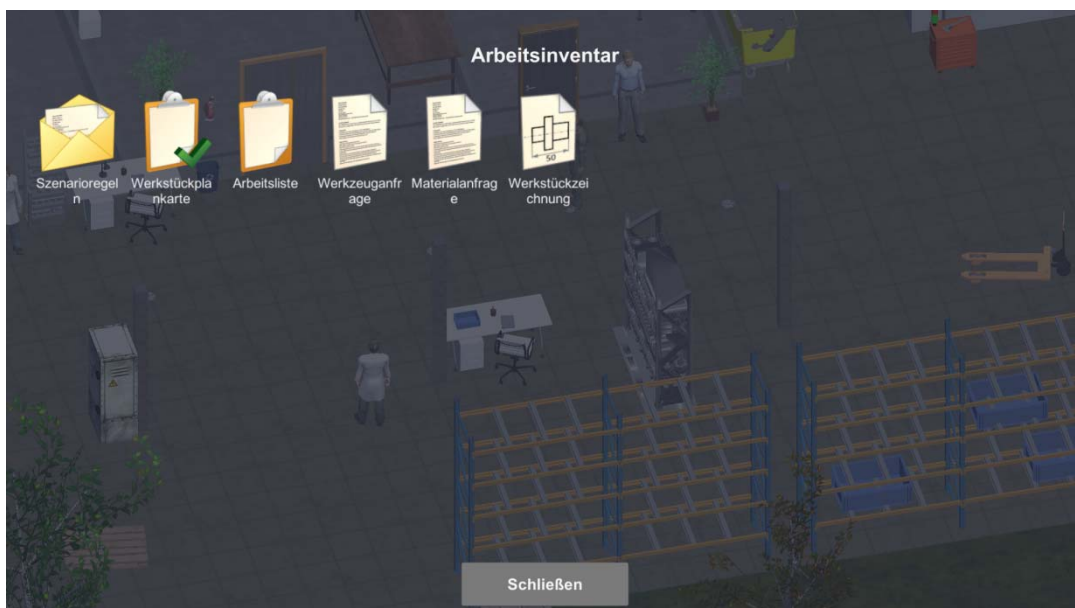 Arbeitsinventar
Szenarioregel
n
Werkstückpla
nkarte
Arbeitsliste
Werkzeuganfr
age
Materialanfrag
e
Werkstückzei
chnung
50
Schließen